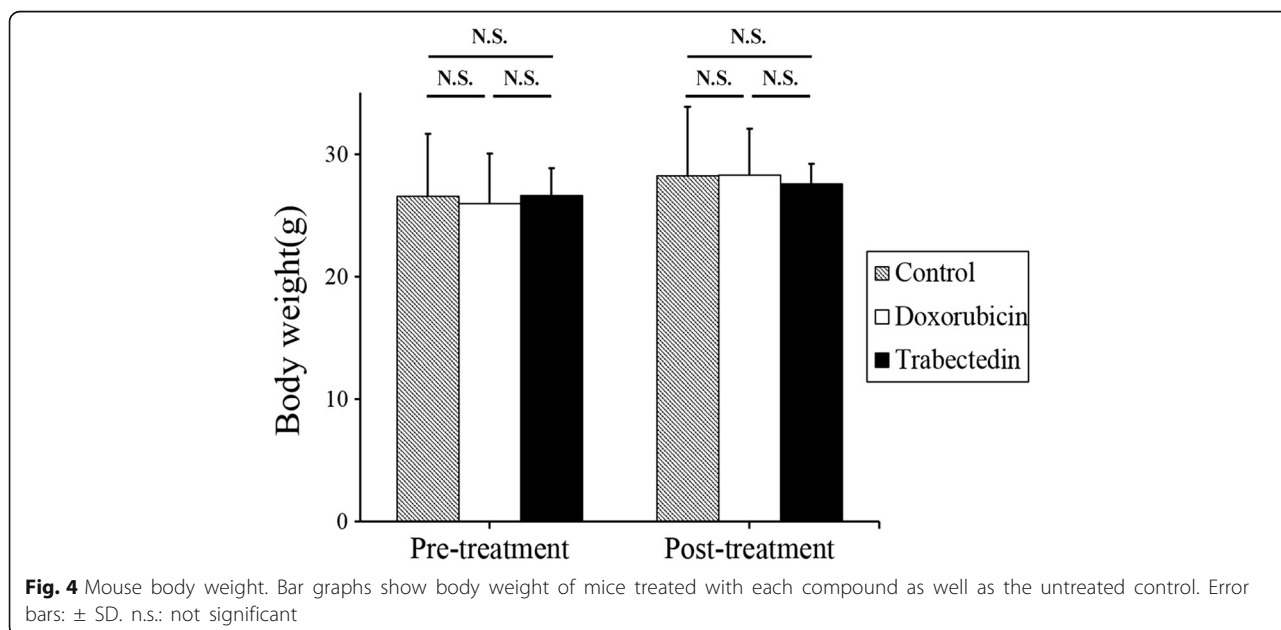 N.S. N.S.
N.S. N.S. N.S. N.S.
30
20
10
0
Body weight(g)
Control
Doxorubicin
Trabectedin
Pre-treatment Post-treatment
Fig. 4 Mouse body weight. Bar graphs show body weight of mice treated with each compound as well as the untreated control. Error
bars: ± SD. n.s.: not significant